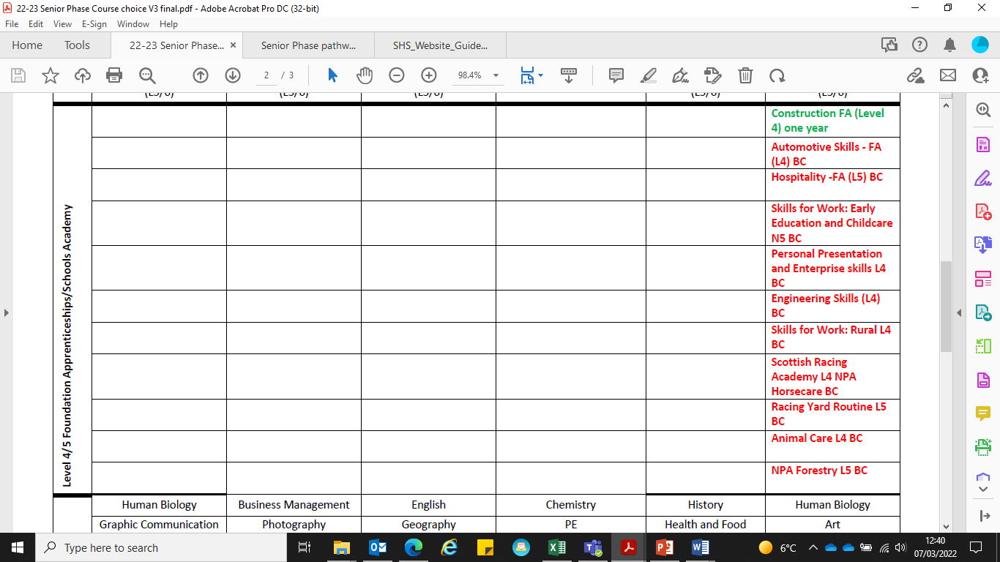 22-23 Senior Phase Course choice V3 final.pdf - Adobe Acrobat Pro DC (32-bit)
File Edit View E-Sign Window Help
Home Tools 22-23 Senior Phase... × Senior Phase pathw... SHS_Website_Guide...
2 / 3 98.4%
(L5/6) (L5/6) (L5/6) (L5/6) (L5/6)
Level 4/5 Foundation Apprenticeships/Schools Academy
Construction FA (Level
4) one year
Automotive Skills - FA
(L4) BC
Hospitality -FA (L5) BC
Skills for Work: Early
Education and Childcare
N5 BC
Personal Presentation
and Enterprise skills L4
BC
Engineering Skills (L4)
BC
Skills for Work: Rural L4
BC
Scottish Racing
Academy L4 NPA
Horsecare BC
Racing Yard Routine L5
BC
Animal Care L4 BC
NPA Forestry L5 BC
Human Biology Business Management English Chemistry History Human Biology
Graphic Communication Photography Geography PE Health and Food Art
Type here to search
6°C
12:40
07/03/2022